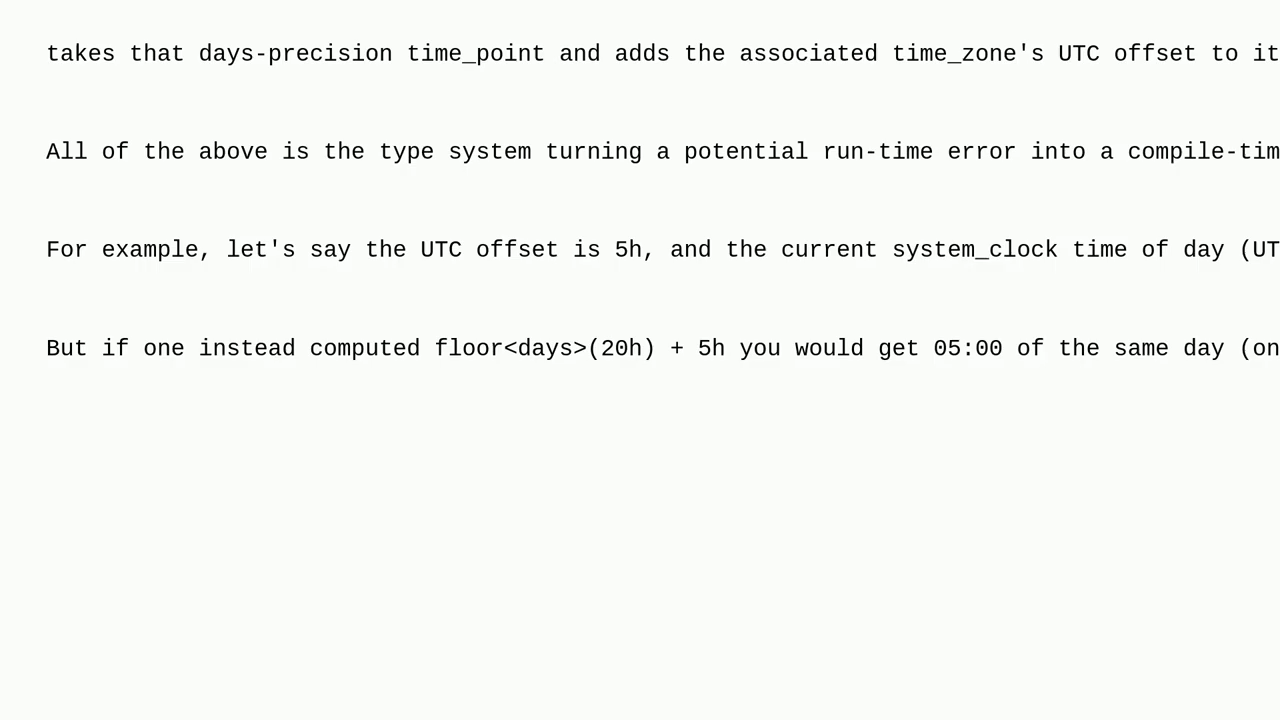 takes that days-precision time_point and adds the associated time_zone's UTC offset to it
All of the above is the type system turning a potential run-time error into a compile-tim
For example, let's say the UTC offset is 5h, and the current system_clock time of day (UT
But if one instead computed floor<days>(20h) + 5h you would get 05:00 of the same day (on